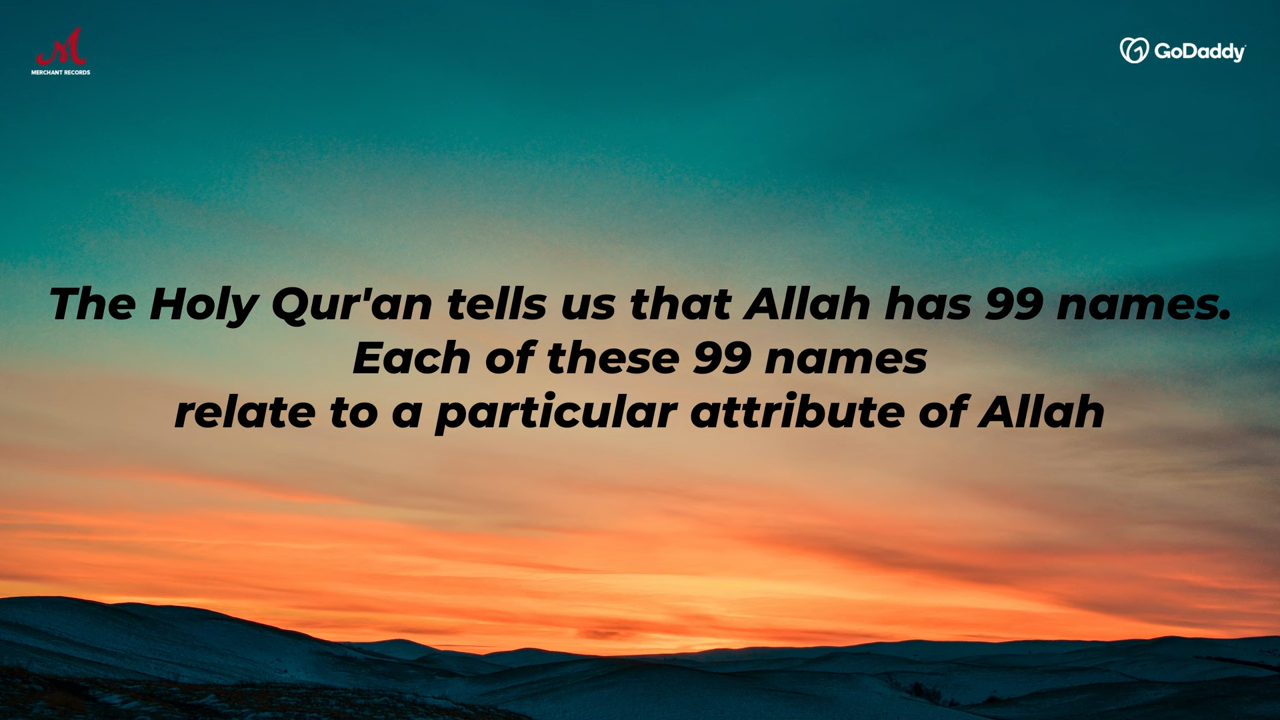 MERCHANT RECORDS
GoDaddy
The Holy Qur'an tells us that Allah has 99 names.
Each of these 99 names
relate to a particular attribute of Allah